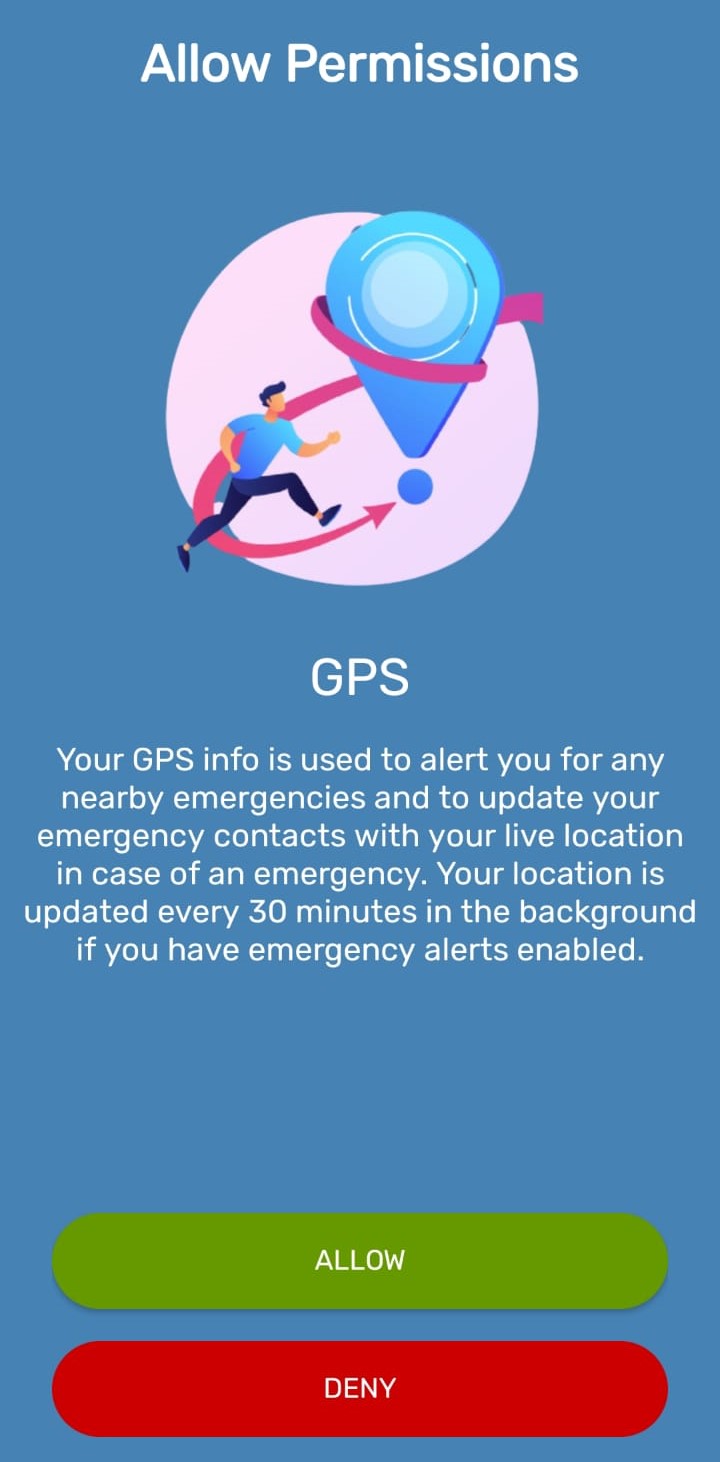 Allow Permissions
GPS
Your GPS info is used to alert you for any
nearby emergencies and to update your
emergency contacts with your live location
in case of an emergency. Your location is
updated every 30 minutes in the background
if you have emergency alerts enabled.
ALLOW
DENY